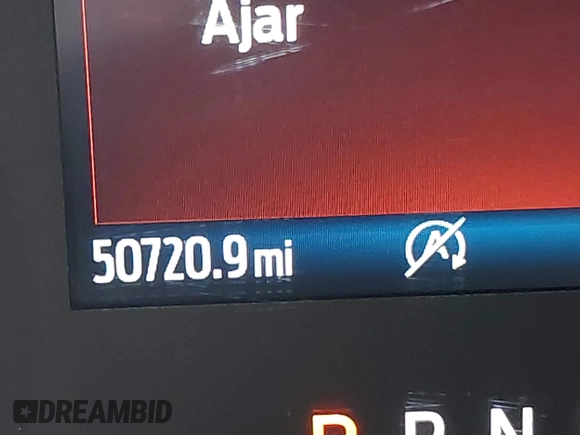 Ajar
50720.9 mi
A
P R N
DREAMBID